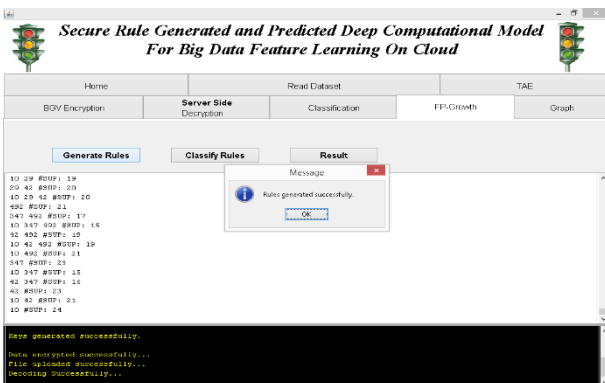 Secure Rule Generated and Predicted Deep Computational Model
For Big Data Feature Learning On Cloud
Home
Read Dataset
TAE
BGV Encryption
Server Side
Decryption
Classification
FP-Growth
Graph
Generate Rules
Classify Rules
Result
Message
Rules generated successfully.
OK
10 29 #SUP: 19
29 42 #SUP: 20
10 29 42 #SUP: 20
492 #SUP: 21
347 492 #SUP: 17
10 347 492 #SUP: 15
42 492 #SUP: 19
10 42 492 #SUP: 19
10 492 #SUP: 21
347 #SUP: 23
10 347 #SUP: 15
42 347 #SUP: 16
42 #SUP: 23
10 42 #SUP: 21
10 #SUP: 24
Keys generated successfully.
Data encrypted successfully...
File uploaded successfully...
Decoding Successfully...